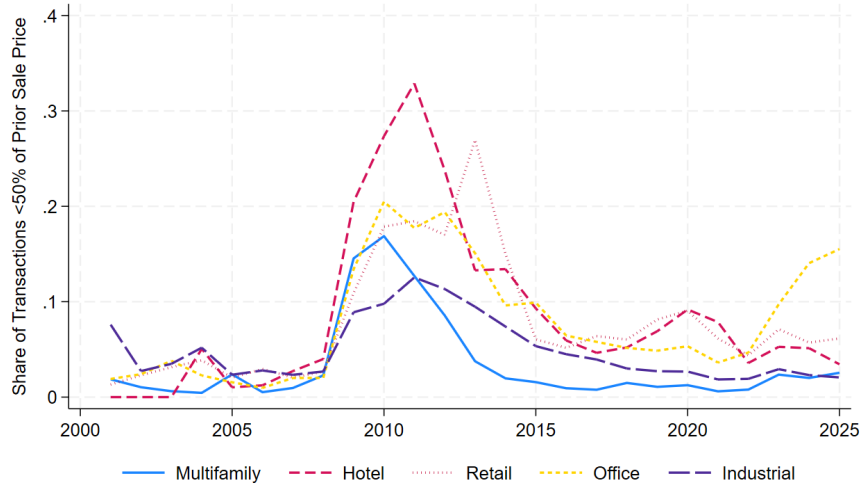 Share of Transactions <50% of Prior Sale Price
.4
.3
.2
.1
0
2000 2005 2010 2015 2020 2025
Multifamily Hotel Retail Office Industrial